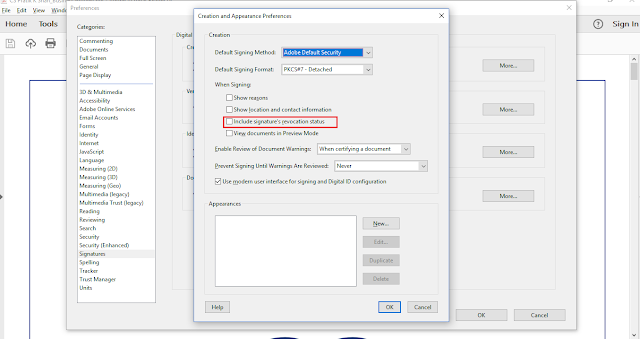 Preferences
File Edit View Window
Home Tools
Sign In
Categories:
Commenting
Documents
Full Screen
General
Page Display
3D & Multimedia
Accessibility
Adobe Online Services
Email Accounts
Forms
Identity
Internet
JavaScript
Language
Measuring (2D)
Measuring (3D)
Measuring (Geo)
Multimedia (legacy)
Multimedia Trust (legacy)
Reading
Reviewing
Search
Security
Security (Enhanced)
Signatures
Spelling
Tracker
Trust Manager
Units
Digital
More...
More...
More...
More...
OK Cancel
Creation and Appearance Preferences
Creation
Default Signing Method: Adobe Default Security
Default Signing Format: PKCS#7 - Detached
When Signing:
Show reasons
Show location and contact information
Include signature's revocation status
View documents in Preview Mode
Enable Review of Document Warnings: When certifying a document
Prevent Signing Until Warnings Are Reviewed: Never
Use modern user interface for signing and Digital ID configuration
Appearances
New...
Edit...
Duplicate
Delete
Help OK Cancel